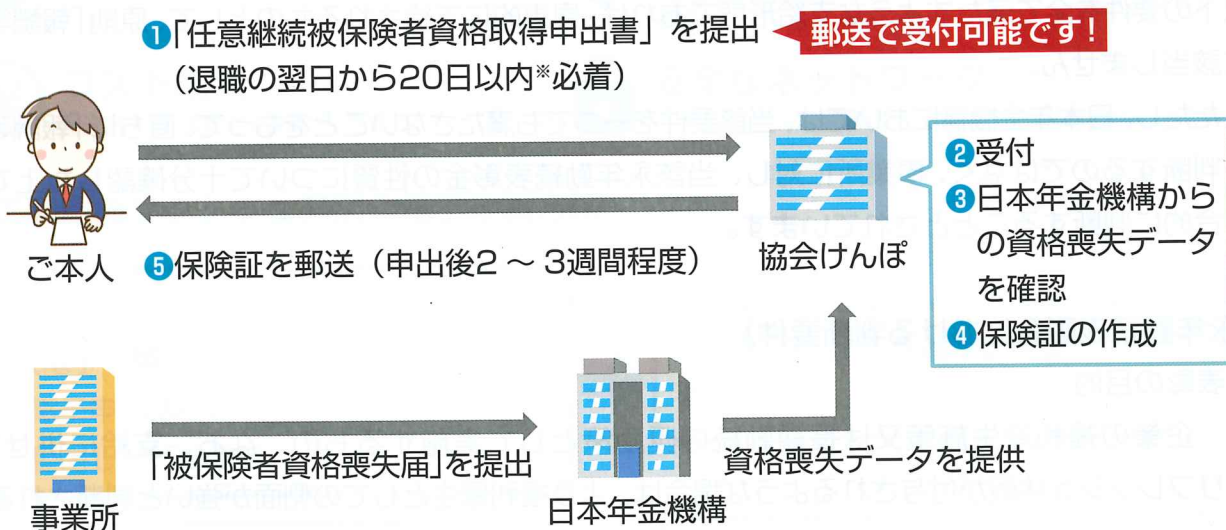 ❶「任意継続被保険者資格取得申出書」を提出
郵送で受付可能です！
（退職の翌日から20日以内※必着）
❷受付
❸日本年金機構から
の資格喪失データ
を確認
❹保険証の作成
ご本人
❺保険証を郵送（申出後2～3週間程度）
協会けんぽ
「被保険者資格喪失届」を提出
資格喪失データを提供
事業所
日本年金機構